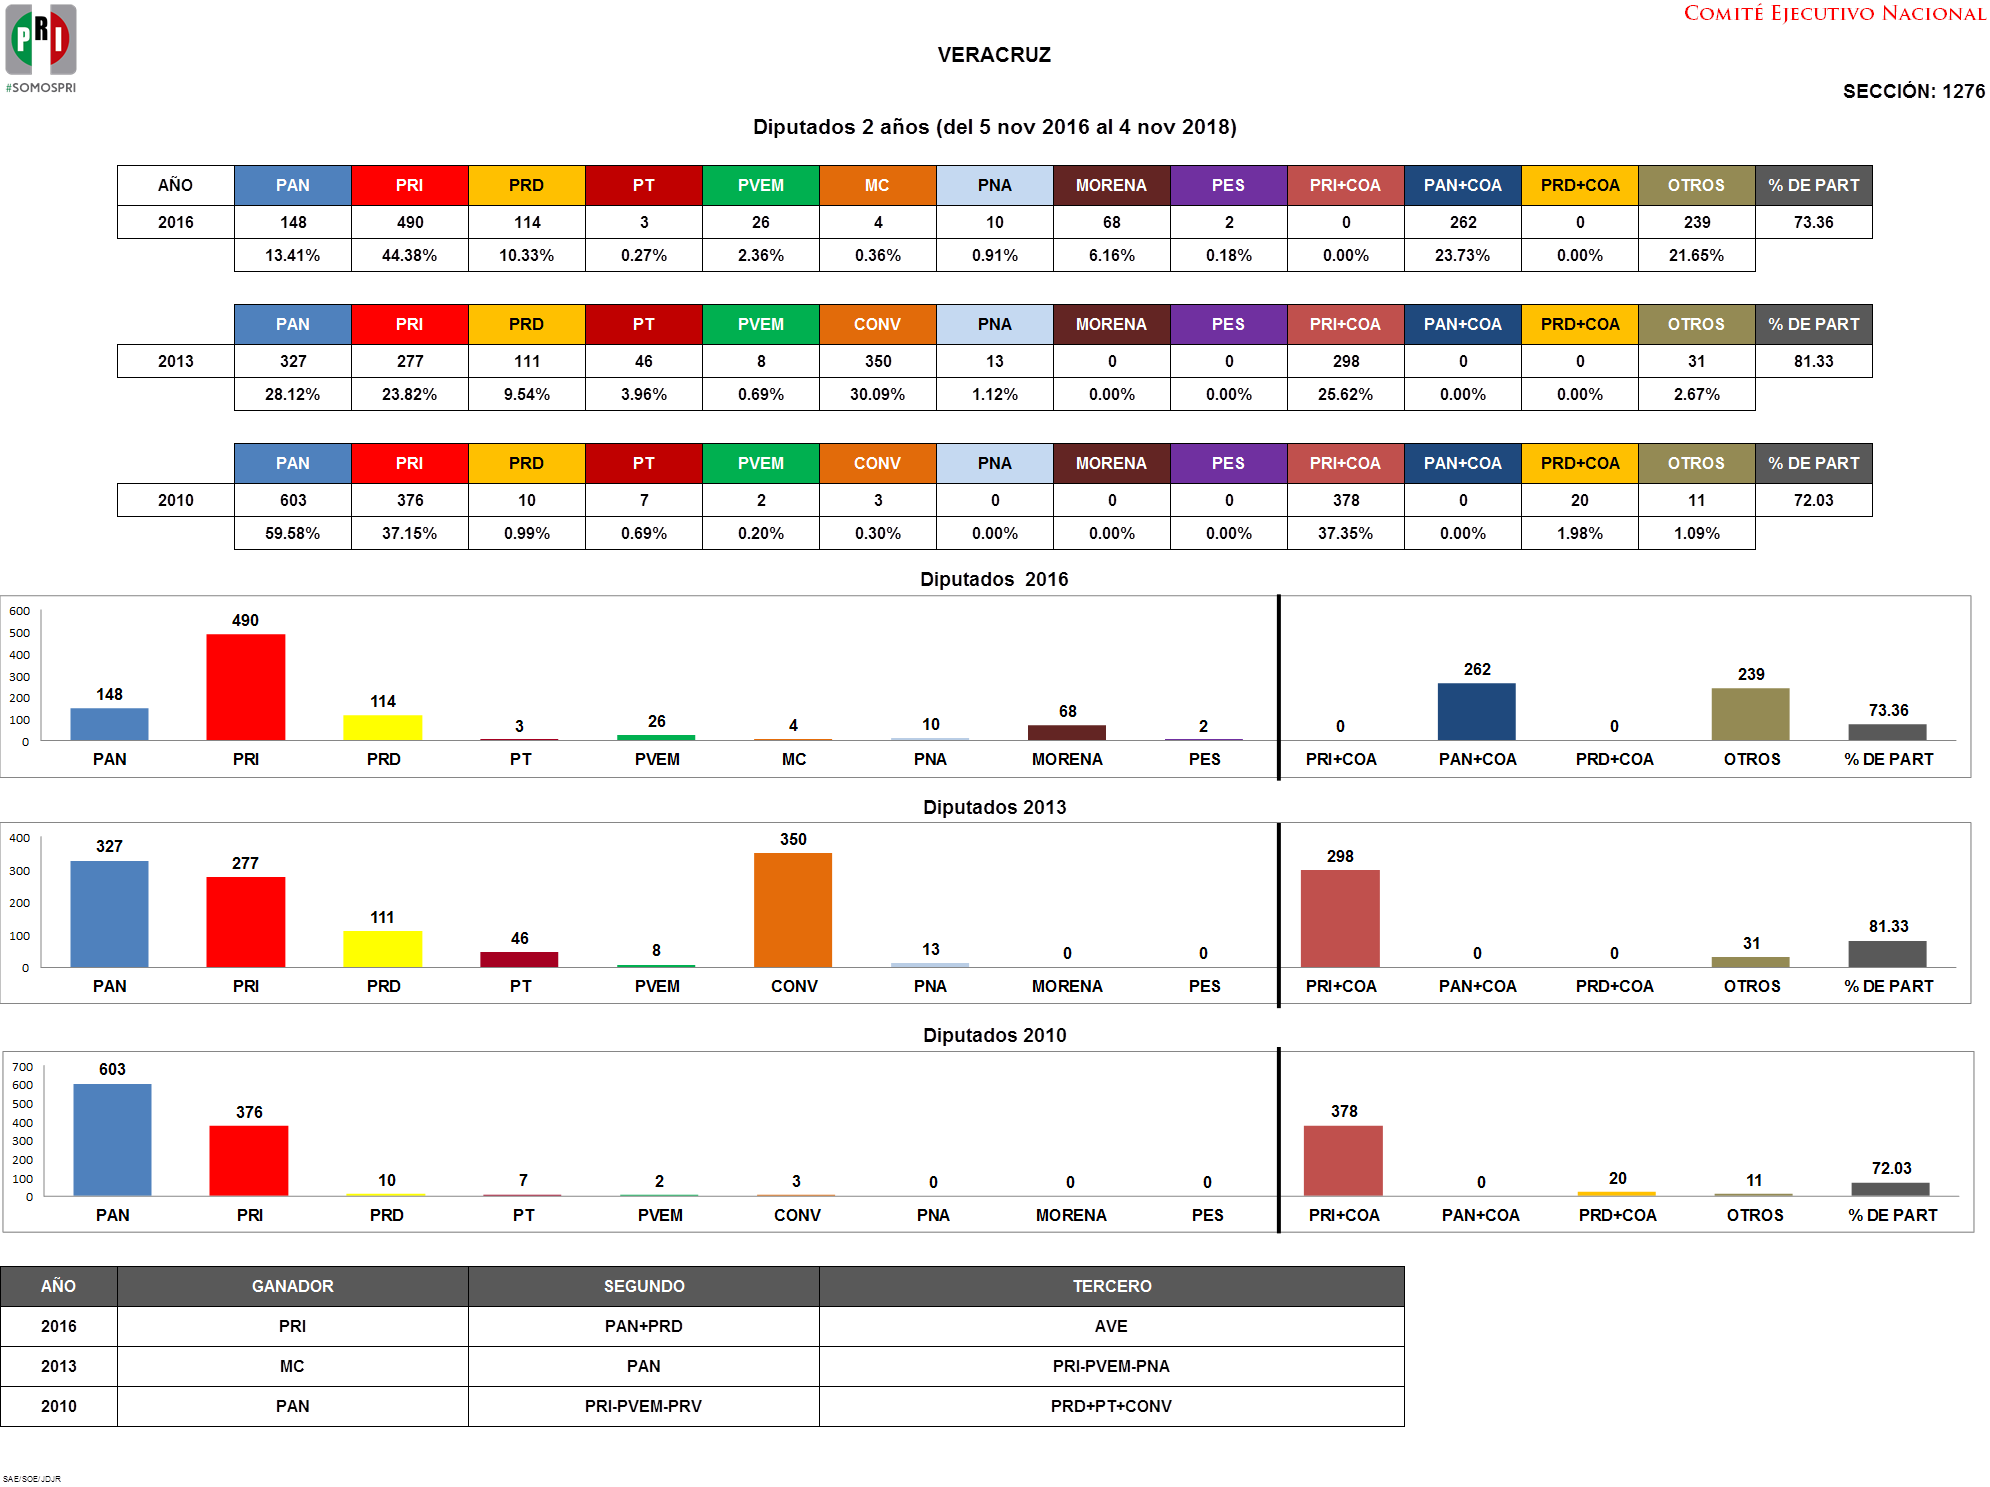 PRI
#SOMOSPRI
COMITÉ EJECUTIVO NACIONAL
VERACRUZ
SECCIÓN: 1276
Diputados 2 años (del 5 nov 2016 al 4 nov 2018)
AÑO PAN PRI PRD PT PVEM MC PNA MORENA PES PRI+COA PAN+COA PRD+COA OTROS % DE PART
2016 148 490 114 3 26 4 10 68 2 0 262 0 239 73.36
13.41% 44.38% 10.33% 0.27% 2.36% 0.36% 0.91% 6.16% 0.18% 0.00% 23.73% 0.00% 21.65%
PAN PRI PRD PT PVEM CONV PNA MORENA PES PRI+COA PAN+COA PRD+COA OTROS % DE PART
2013 327 277 111 46 8 350 13 0 0 298 0 0 31 81.33
28.12% 23.82% 9.54% 3.96% 0.69% 30.09% 1.12% 0.00% 0.00% 25.62% 0.00% 0.00% 2.67%
PAN PRI PRD PT PVEM CONV PNA MORENA PES PRI+COA PAN+COA PRD+COA OTROS % DE PART
2010 603 376 10 7 2 3 0 0 0 378 0 20 11 72.03
59.58% 37.15% 0.99% 0.69% 0.20% 0.30% 0.00% 0.00% 0.00% 37.35% 0.00% 1.98% 1.09%
Diputados 2016
600
500
400
300
200
100
0
148 490 114 3 26 4 10 68 2 0 262 0 239 73.36
PAN PRI PRD PT PVEM MC PNA MORENA PES PRI+COA PAN+COA PRD+COA OTROS % DE PART
Diputados 2013
400
300
200
100
0
327 277 111 46 8 350 13 0 0 298 0 0 31 81.33
PAN PRI PRD PT PVEM CONV PNA MORENA PES PRI+COA PAN+COA PRD+COA OTROS % DE PART
Diputados 2010
700
600
500
400
300
200
100
0
603 376 10 7 2 3 0 0 0 378 0 20 11 72.03
PAN PRI PRD PT PVEM CONV PNA MORENA PES PRI+COA PAN+COA PRD+COA OTROS % DE PART
AÑO GANADOR SEGUNDO TERCERO
2016 PRI PAN+PRD AVE
2013 MC PAN PRI-PVEM-PNA
2010 PAN PRI-PVEM-PRV PRD+PT+CONV
SAE/SOE/JDJR